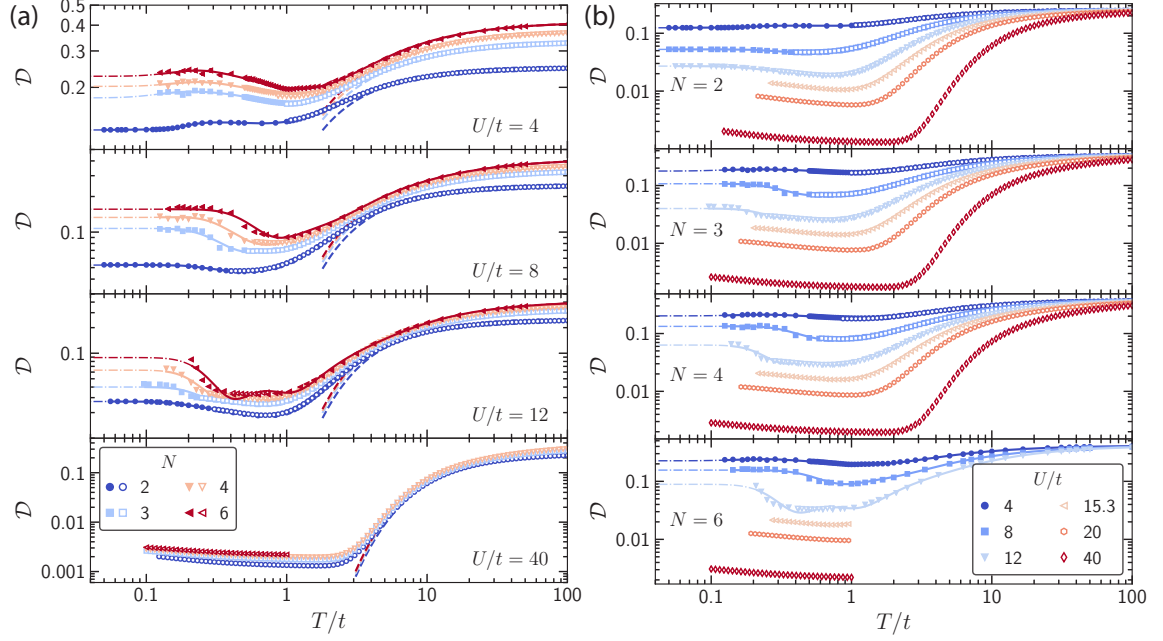 (a)
0.5
0.4
0.3
0.2
𝒟
U/t = 4
0.1
𝒟
U/t = 8
0.1
𝒟
U/t = 12
0.1
0.01
0.001
𝒟
N
2 4
3 6
U/t = 40
0.1 1 10 100
T/t
(b)
0.1
0.01
𝒟
N = 2
0.1
0.01
𝒟
N = 3
0.1
0.01
𝒟
N = 4
0.1
0.01
𝒟
N = 6
U/t
4 15.3
8 20
12 40
0.1 1 10 100
T/t